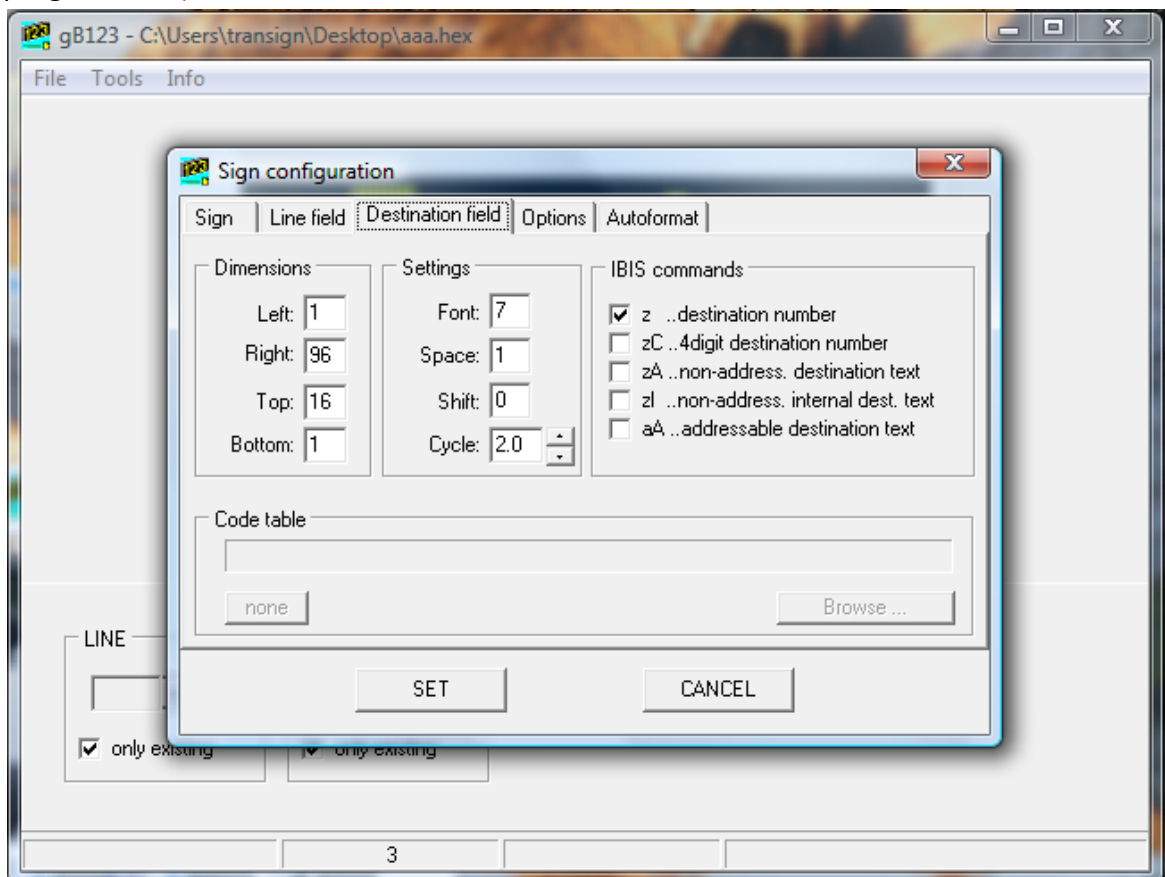 gB123 - C:\Users\transign\Desktop\aaa.hex
File Tools Info
Sign configuration
Sign Line field Destination field Options Autoformat
Dimensions
Left: 1
Right: 96
Top: 16
Bottom: 1
Settings
Font: 7
Space: 1
Shift: 0
Cycle: 2.0
IBIS commands
z ..destination number
zC ..4digit destination number
zA ..non-address. destination text
zI ..non-address. internal dest. text
aA ..addressable destination text
Code table
none Browse ...
SET CANCEL
LINE
only existing only existing
3